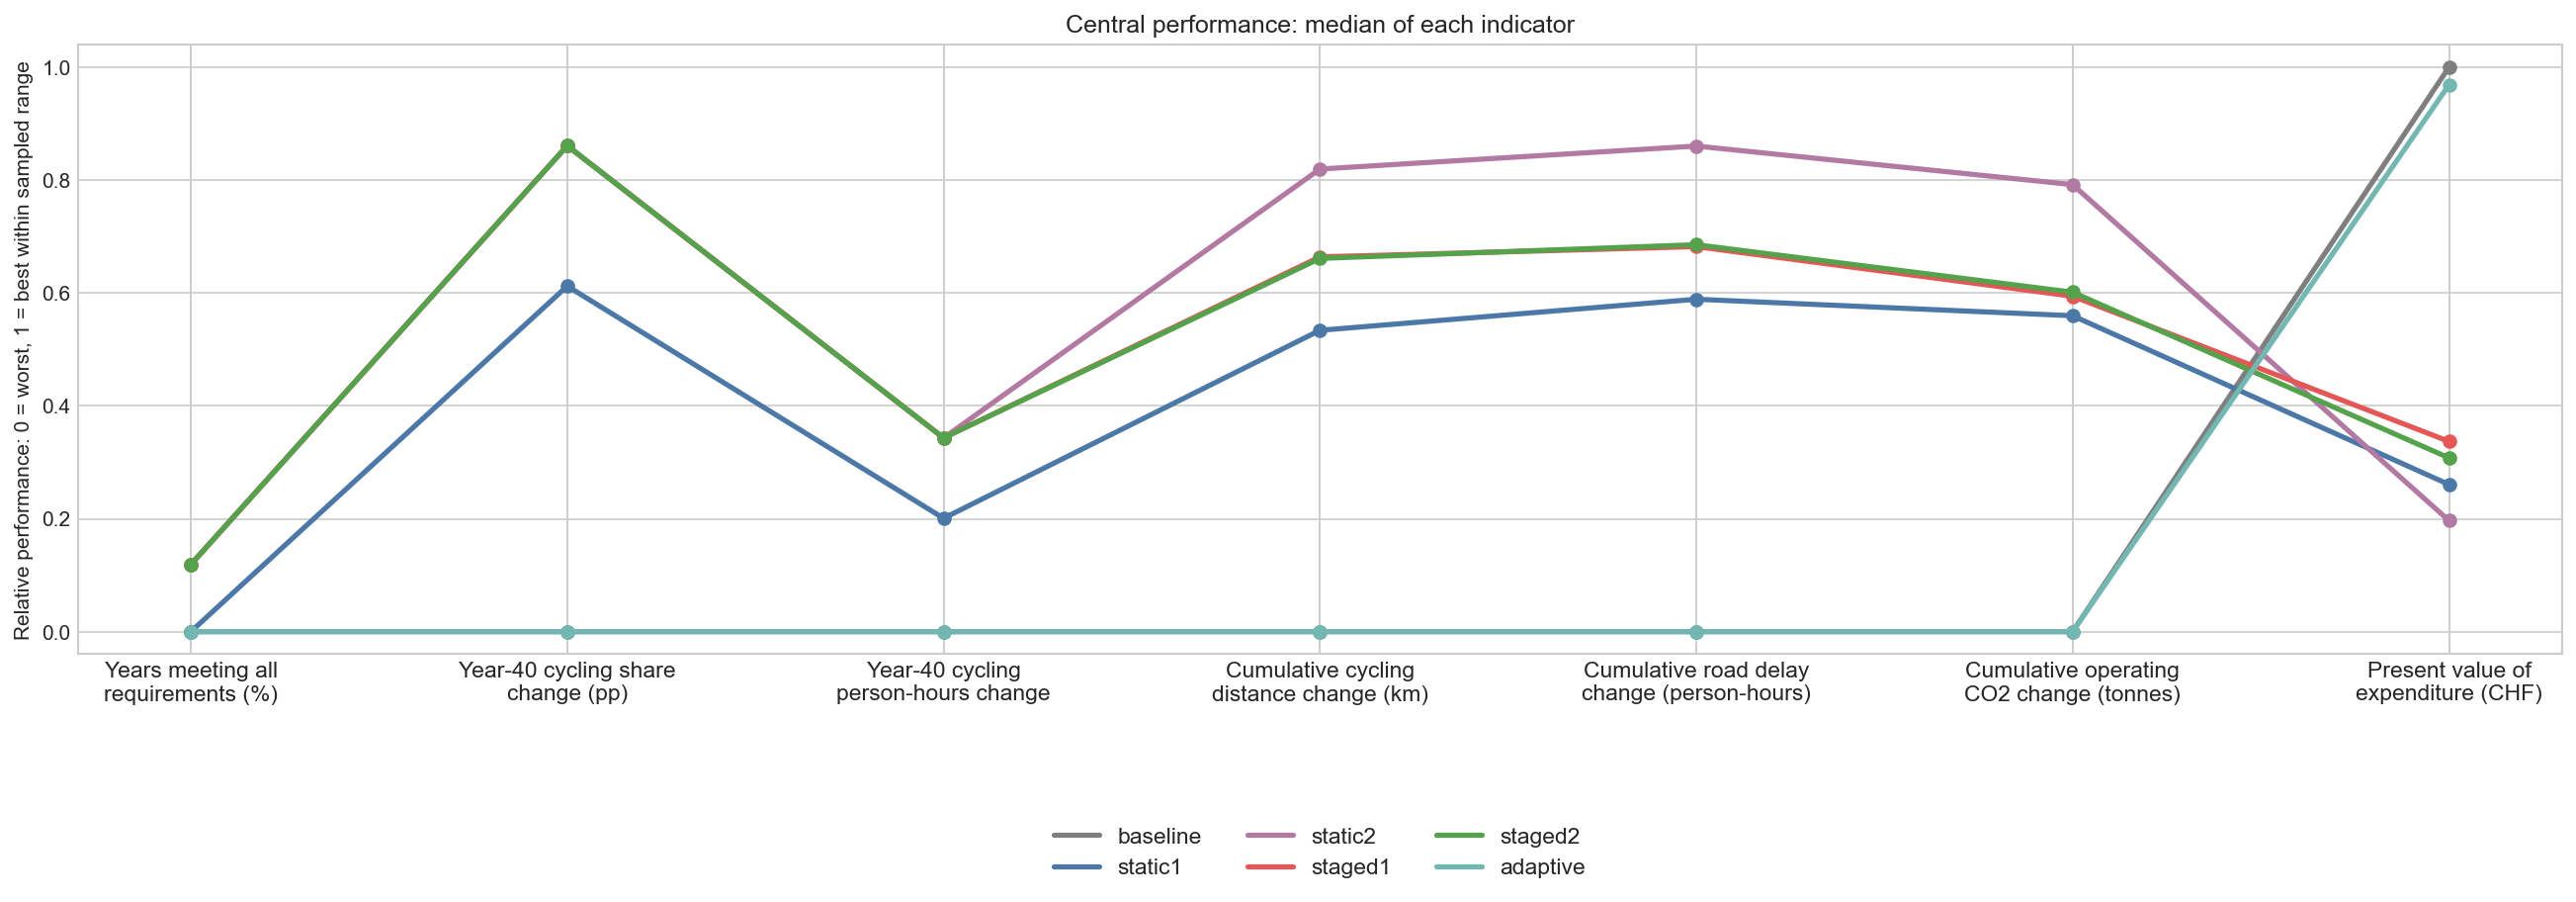 Central performance: median of each indicator
Relative performance: 0 = worst, 1 = best within sampled range
1.0
0.8
0.6
0.4
0.2
0.0
Years meeting all
requirements (%)
Year-40 cycling share
change (pp)
Year-40 cycling
person-hours change
Cumulative cycling
distance change (km)
Cumulative road delay
change (person-hours)
Cumulative operating
CO2 change (tonnes)
Present value of
expenditure (CHF)
baseline
static1
static2
staged1
staged2
adaptive